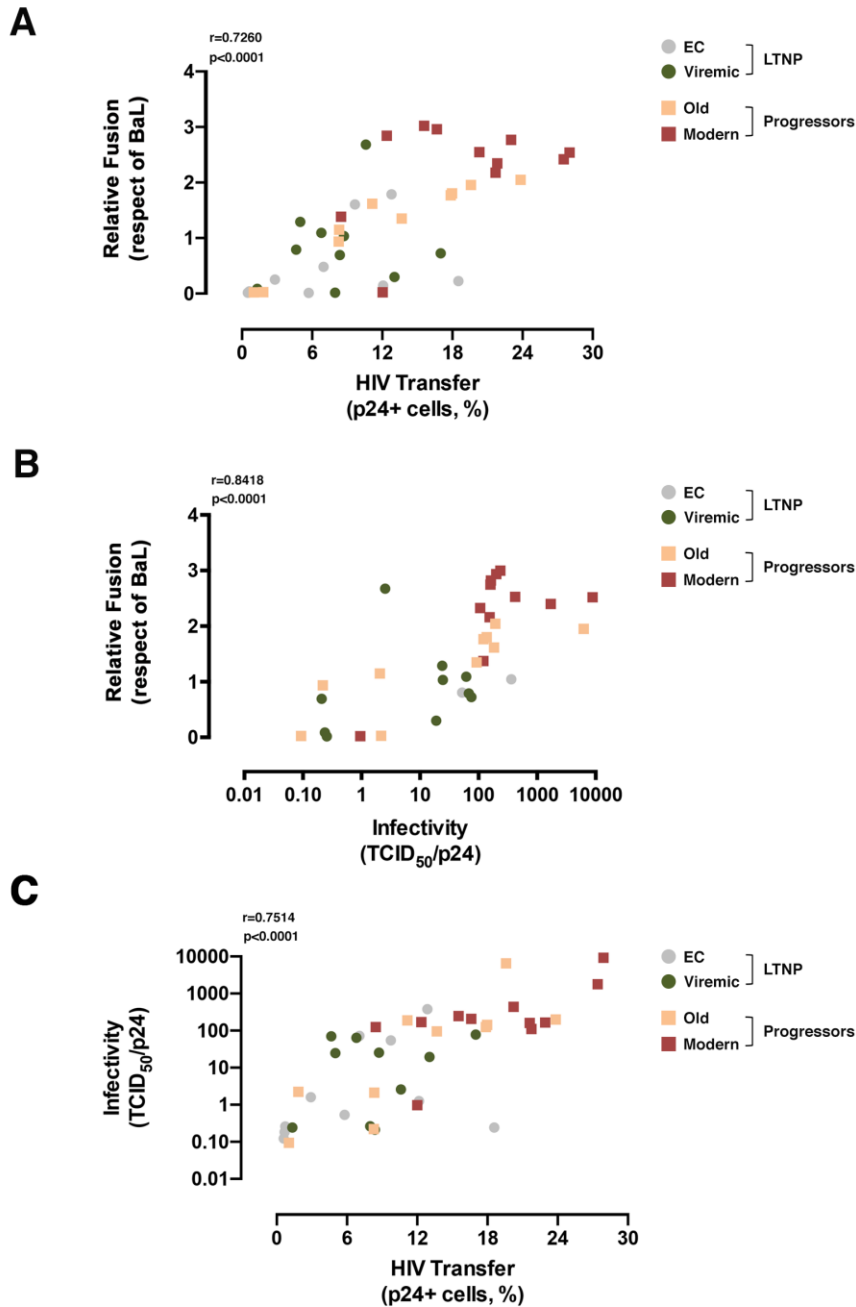 A
r=0.7260
p<0.0001
EC
Viremic
LTNP
Old
Modern
Progressors
Relative Fusion
(respect of BaL)
4
3
2
1
0
0 6 12 18 24 30
HIV Transfer
(p24+ cells, %)
B
r=0.8418
p<0.0001
EC
Viremic
LTNP
Old
Modern
Progressors
Relative Fusion
(respect of BaL)
4
3
2
1
0
0.01 0.10 1 10 100 1000 10000
Infectivity
(TCID50/p24)
C
r=0.7514
p<0.0001
EC
Viremic
LTNP
Old
Modern
Progressors
Infectivity
(TCID50/p24)
10000
1000
100
10
1
0.10
0.01
0 6 12 18 24 30
HIV Transfer
(p24+ cells, %)